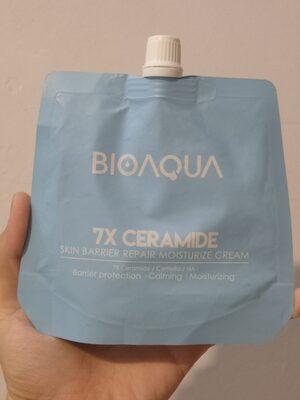 BIOAQUA
7X CERAMIDE
SKIN BARRIER REPAIR MOISTURIZE CREAM
7X Ceramide / Centella / HA
Barrier protection · Calming · Moisturizing